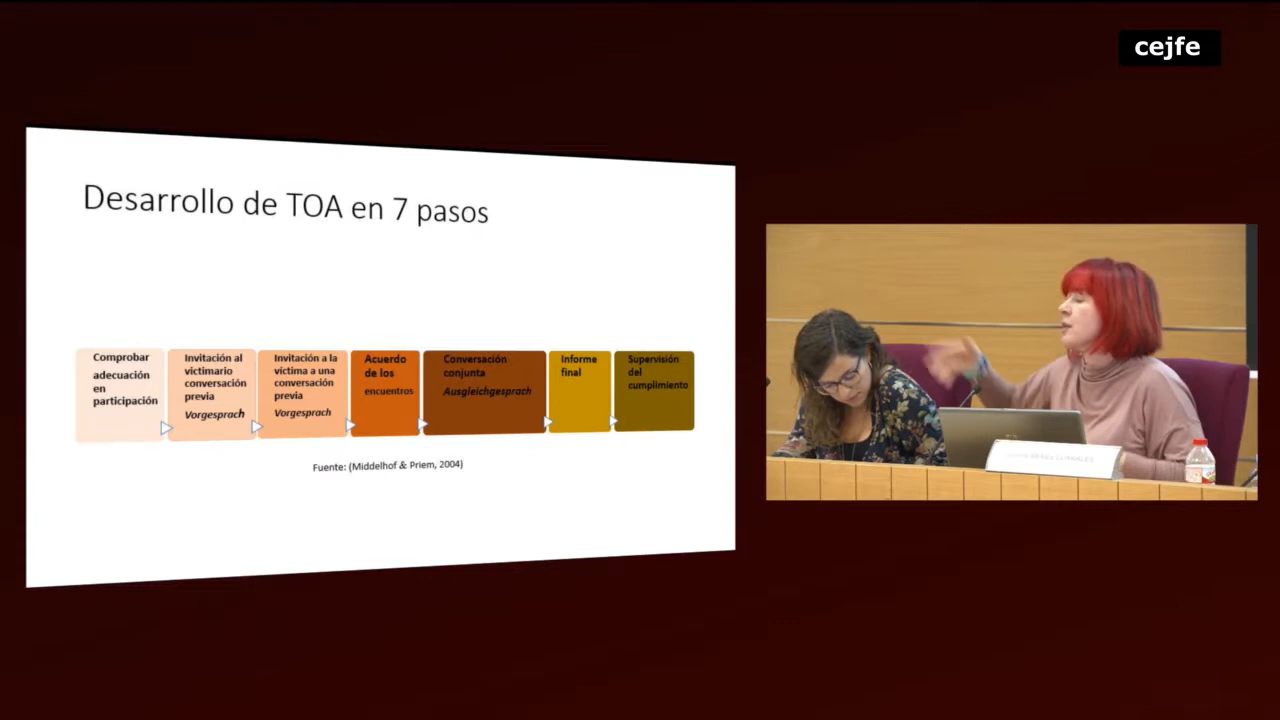 cejfe
Desarrollo de TOA en 7 pasos
Comprobar
adecuación
en
participación
Invitación al
victimario
conversación
previa
Vorgesprach
Invitación a la
víctima a una
conversación
previa
Vorgesprach
Acuerdo
de los
encuentros
Conversación
conjunta
Ausgleichgesprach
Informe
final
Supervisión
del
cumplimiento
Fuente: (Middelhof & Priem, 2004)